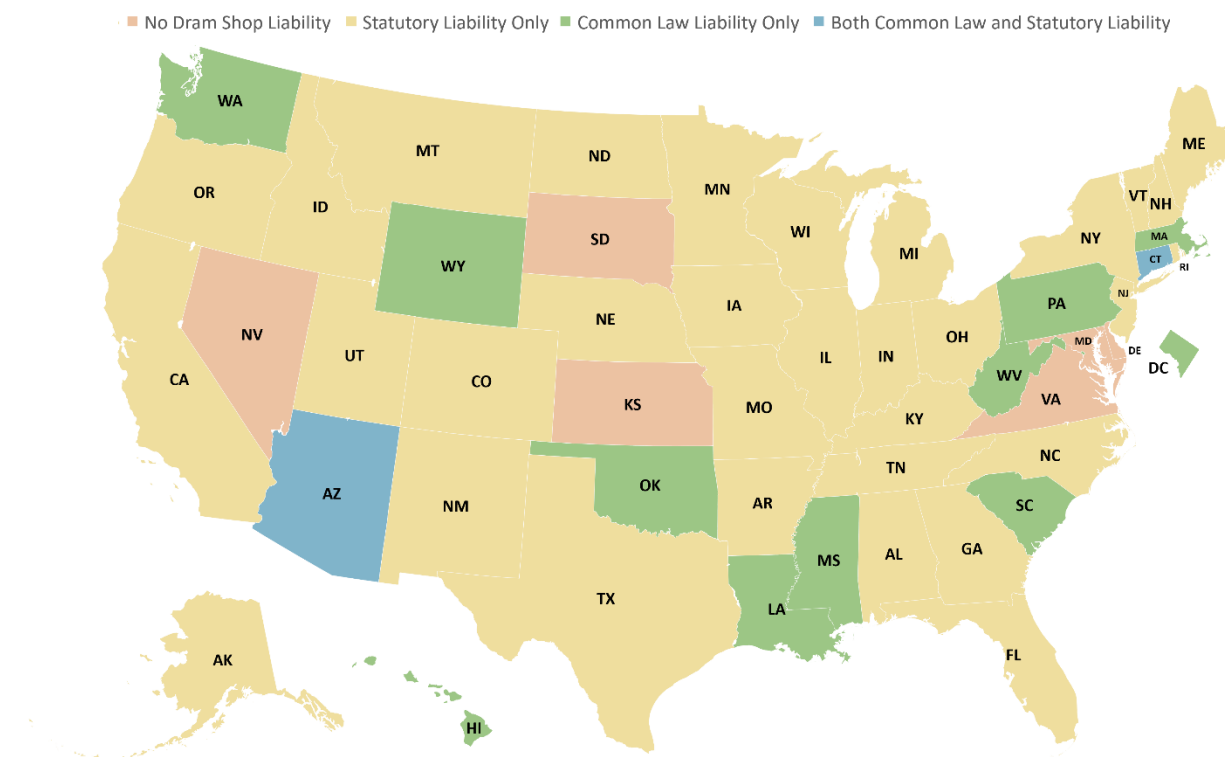 No Dram Shop Liability Statutory Liability Only Common Law Liability Only Both Common Law and Statutory Liability
WA
MT
ND
ME
OR
ID
MN
VT
NH
SD
WI
NY
MA
MI
CT
RI
WY
IA
PA
NJ
NE
NV
OH
MD
DE
UT
IL
IN
DC
CA
CO
WV
KS
MO
VA
KY
NC
TN
AZ
OK
NM
AR
SC
MS
AL
GA
TX
LA
FL
AK
HI